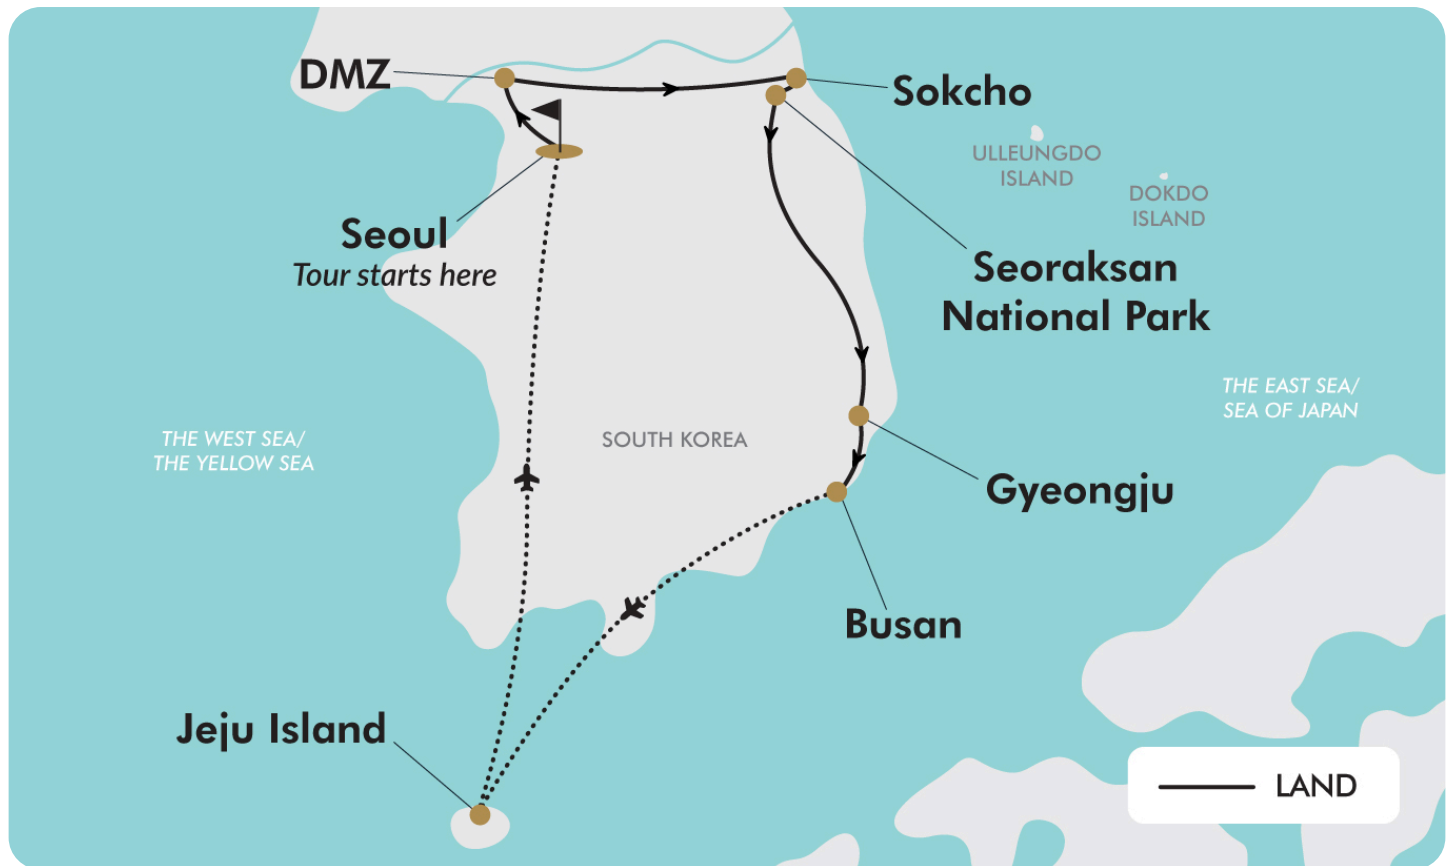 DMZ
Sokcho
ULLEUNGDO
ISLAND
DOKDO
ISLAND
Seoul
Tour starts here
Seoraksan
National Park
THE EAST SEA/
SEA OF JAPAN
THE WEST SEA/
THE YELLOW SEA
SOUTH KOREA
Gyeongju
Busan
Jeju Island
LAND